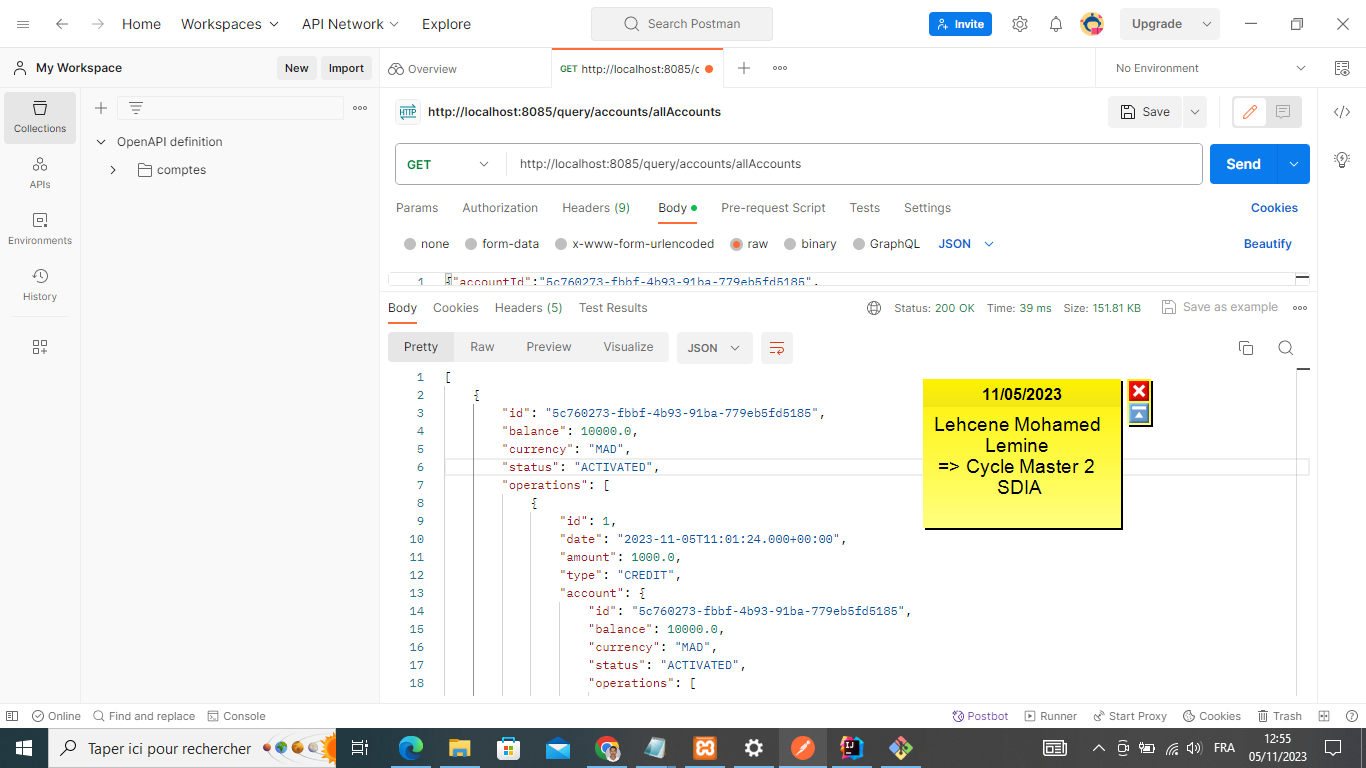 Home Workspaces API Network Explore Search Postman Invite Upgrade
My Workspace New Import Overview GET http://localhost:8085/c No Environment
Collections
APIs
Environments
History
OpenAPI definition
comptes
HTTP http://localhost:8085/query/accounts/allAccounts Save
GET http://localhost:8085/query/accounts/allAccounts Send
Params Authorization Headers (9) Body Pre-request Script Tests Settings Cookies
none form-data x-www-form-urlencoded raw binary GraphQL JSON Beautify
1 {"accountId":"5c760273-fbbf-4b93-91ba-779eb5fd5185",
Body Cookies Headers (5) Test Results Status: 200 OK Time: 39 ms Size: 151.81 KB Save as example
Pretty Raw Preview Visualize JSON
1 [
2 {
3 "id": "5c760273-fbbf-4b93-91ba-779eb5fd5185",
4 "balance": 10000.0,
5 "currency": "MAD",
6 "status": "ACTIVATED",
7 "operations": [
8 {
9 "id": 1,
10 "date": "2023-11-05T11:01:24.000+00:00",
11 "amount": 1000.0,
12 "type": "CREDIT",
13 "account": {
14 "id": "5c760273-fbbf-4b93-91ba-779eb5fd5185",
15 "balance": 10000.0,
16 "currency": "MAD",
17 "status": "ACTIVATED",
18 "operations": [
11/05/2023
Lehcene Mohamed
Lemine
=> Cycle Master 2
SDIA
Online Find and replace Console Postbot Runner Start Proxy Cookies Trash
Taper ici pour rechercher FRA 12:55
05/11/2023